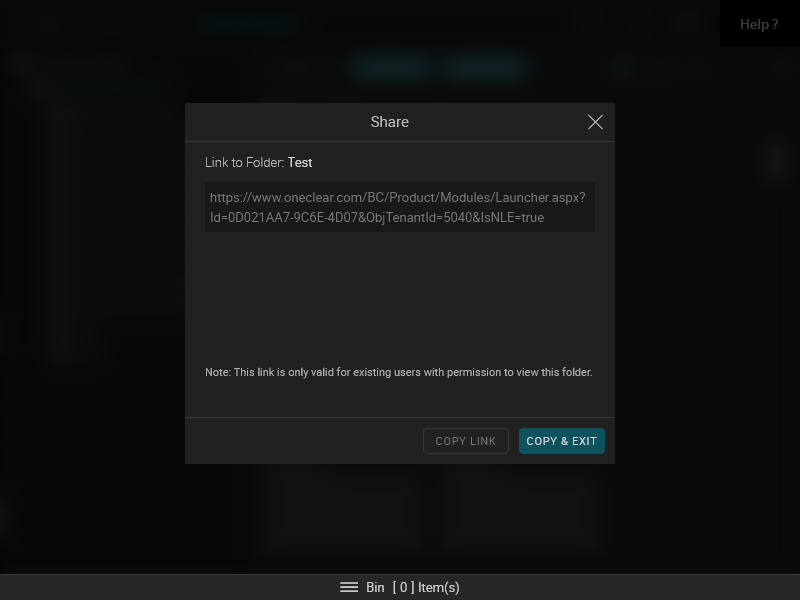 Help ?
Share
Link to Folder: Test
https://www.oneclear.com/BC/Product/Modules/Launcher.aspx?
Id=0D021AA7-9C6E-4D07&ObjTenantId=5040&IsNLE=true
Note: This link is only valid for existing users with permission to view this folder.
COPY LINK
COPY & EXIT
Bin [ 0 ] Item(s)